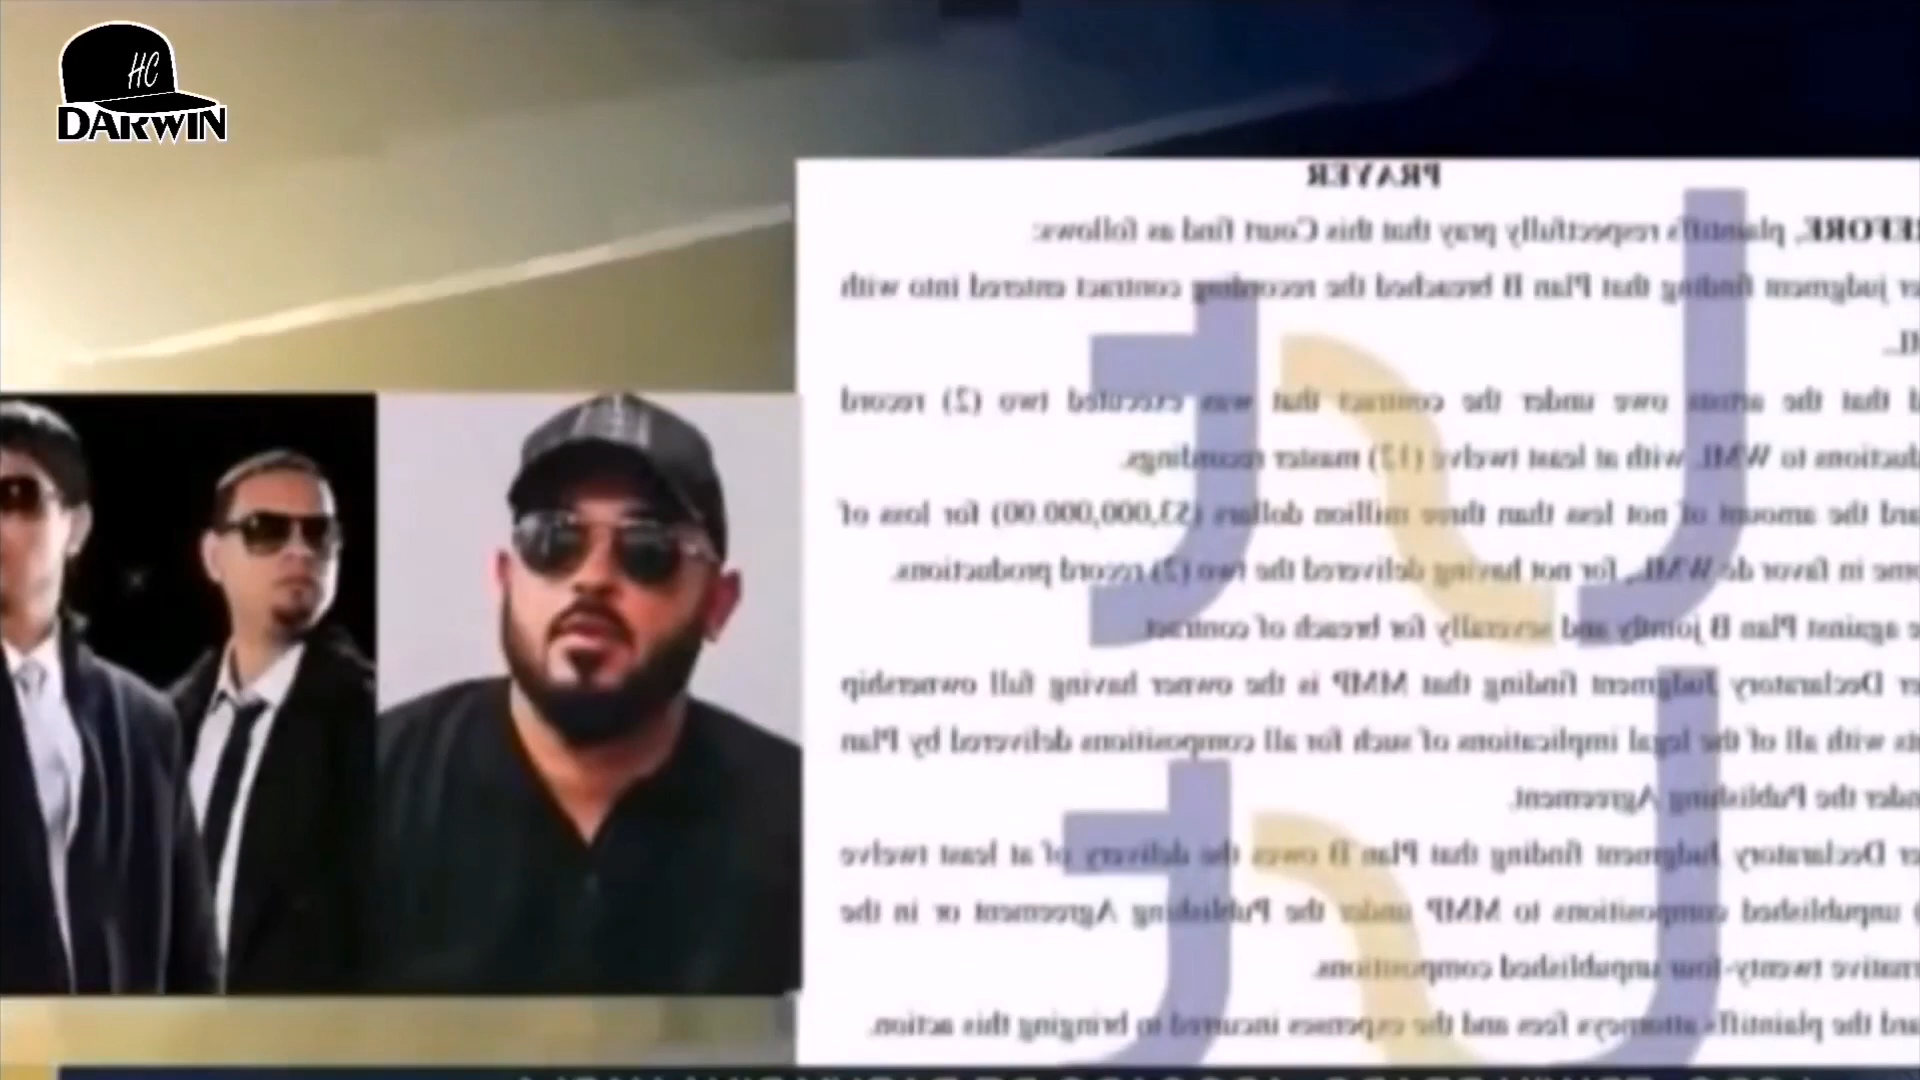 HC
DARWIN
PRAYER
EFORE, plaintiffs respectfully pray that this Court find as follows:
er judgment finding that Plan B breached the recording contract entered into with
ML.
d that the artists owe under the contract that was executed two (2) record
ductions to WML with at least twelve (12) master recordings.
ard the amount of not less than three million dollars ($3,000,000.00) for loss of
ome in favor de WML, for not having delivered the two (2) record productions.
e against Plan B jointly and severally for breach of contract.
er Declaratory Judgment finding that MMP is the owner having full ownership
ts with all of the legal implications of such for all compositions delivered by Plan
nder the Publishing Agreement.
er Declaratory Judgment finding that Plan B owes the delivery of at least twelve
) unpublished compositions to MMP under the Publishing Agreement or in the
rnative twenty-four unpublished compositions.
ard the plaintiffs attorneys fees and the expenses incurred in bringing this action.